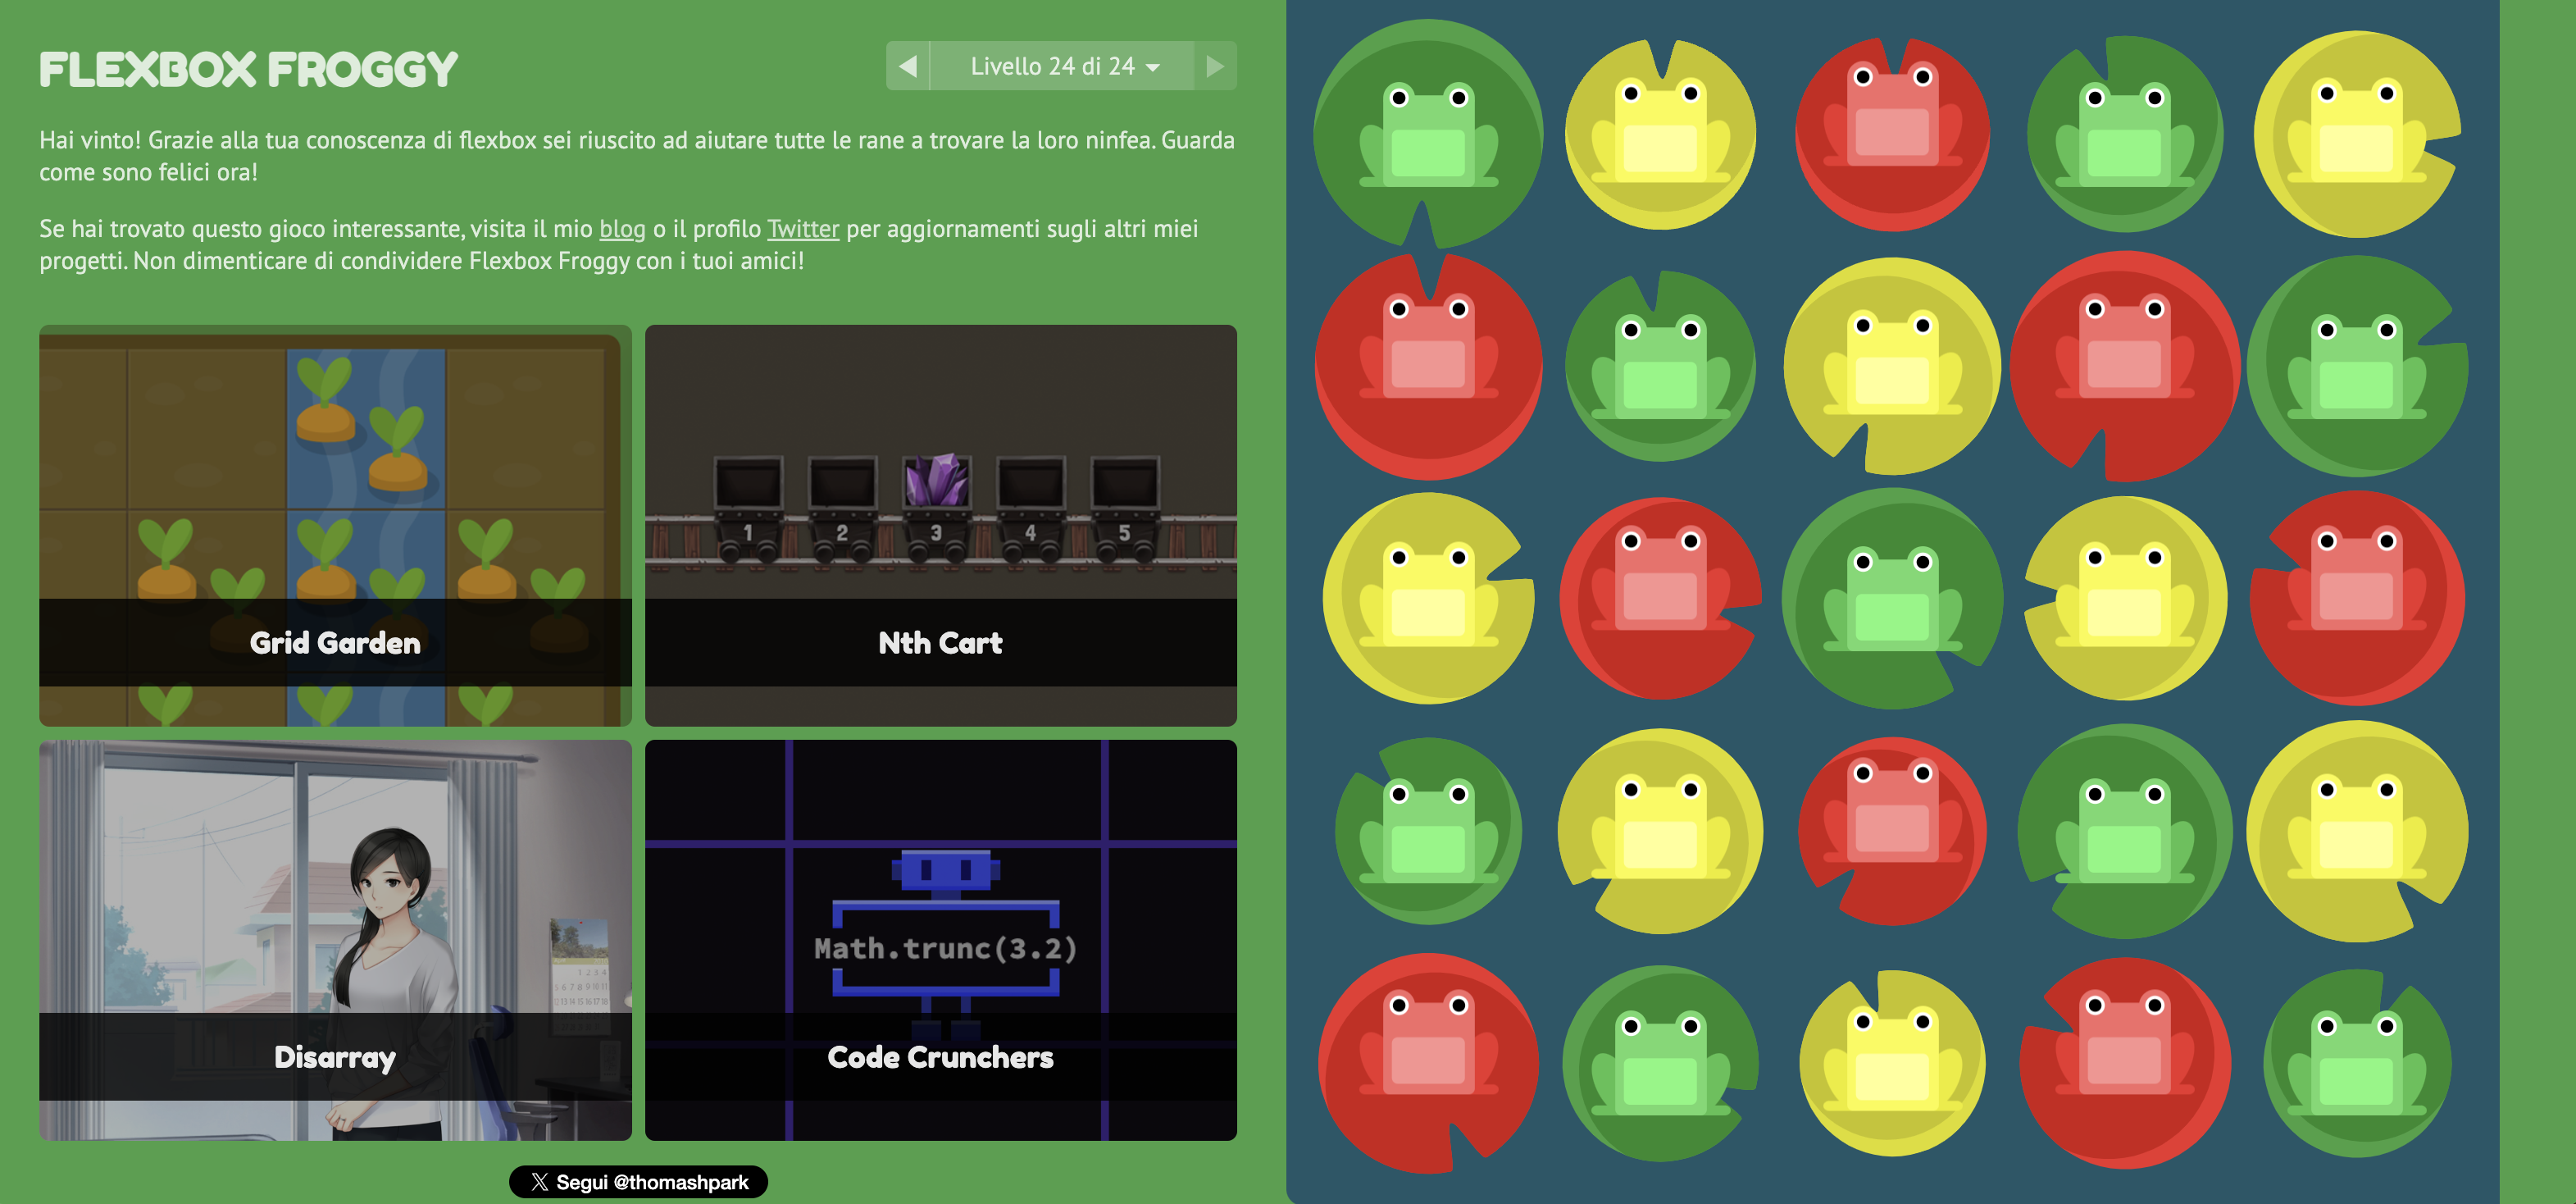 FLEXBOX FROGGY
Livello 24 di 24
Hai vinto! Grazie alla tua conoscenza di flexbox sei riuscito ad aiutare tutte le rane a trovare la loro ninfea. Guarda
come sono felici ora!
Se hai trovato questo gioco interessante, visita il mio blog o il profilo Twitter per aggiornamenti sugli altri miei
progetti. Non dimenticare di condividere Flexbox Froggy con i tuoi amici!
1 2 3 4 5
Grid Garden
Nth Cart
Math.trunc(3.2)
Disarray
Code Crunchers
X Segui @thomashpark